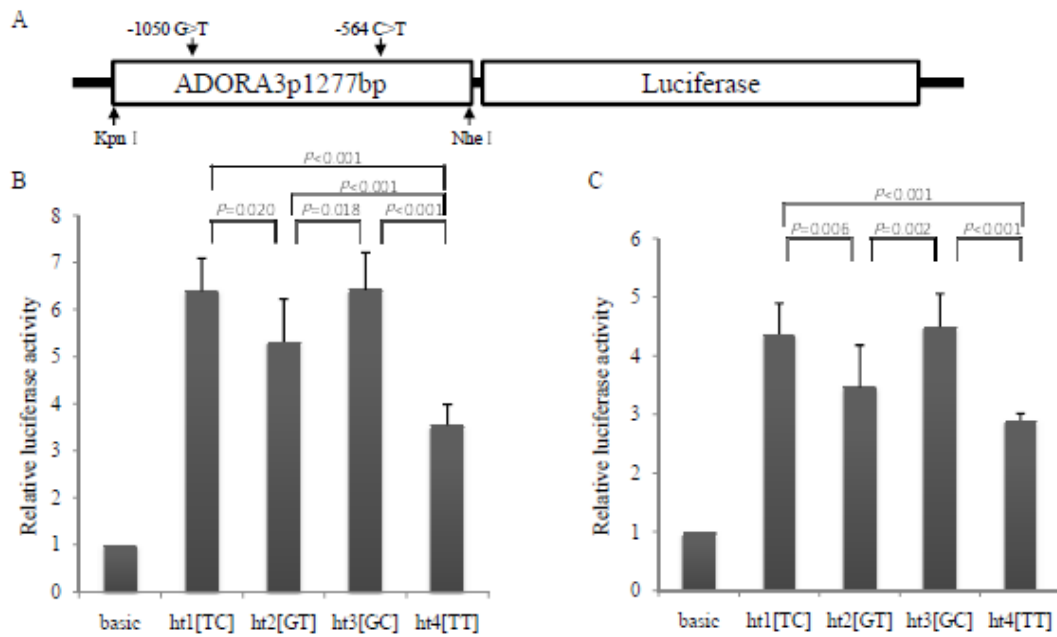 A
-1050 G>T
-564 C>T
ADORA3p1277bp
Luciferase
Kpn I
Nhe I
B
P<0.001
P<0.001
P=0.020
P=0.018
P<0.001
8
7
6
5
4
3
2
1
0
Relative luciferase activity
basic
ht1[TC]
ht2[GT]
ht3[GC]
ht4[TT]
C
P<0.001
P=0.006
P=0.002
P<0.001
6
5
4
3
2
1
0
Relative luciferase activity
basic
ht1[TC]
ht2[GT]
ht3[GC]
ht4[TT]